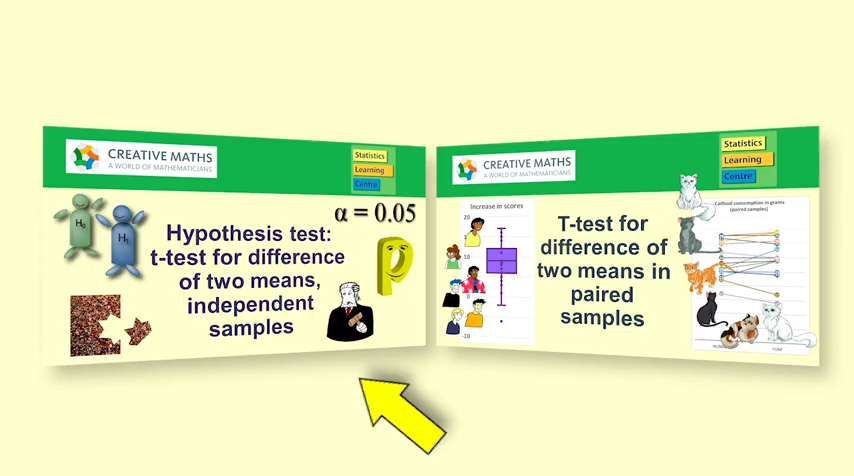 CREATIVE MATHS
A WORLD OF MATHEMATICIANS
Statistics
Learning
Centre
H₀
H₁
α = 0.05
Hypothesis test:
t-test for difference
of two means,
independent
samples
p
CREATIVE MATHS
A WORLD OF MATHEMATICIANS
Statistics
Learning
Centre
Increase in scores
20
10
0
-10
T-test for
difference of
two means in
paired
samples
Catfood consumption in grams
(paired samples)
YUM